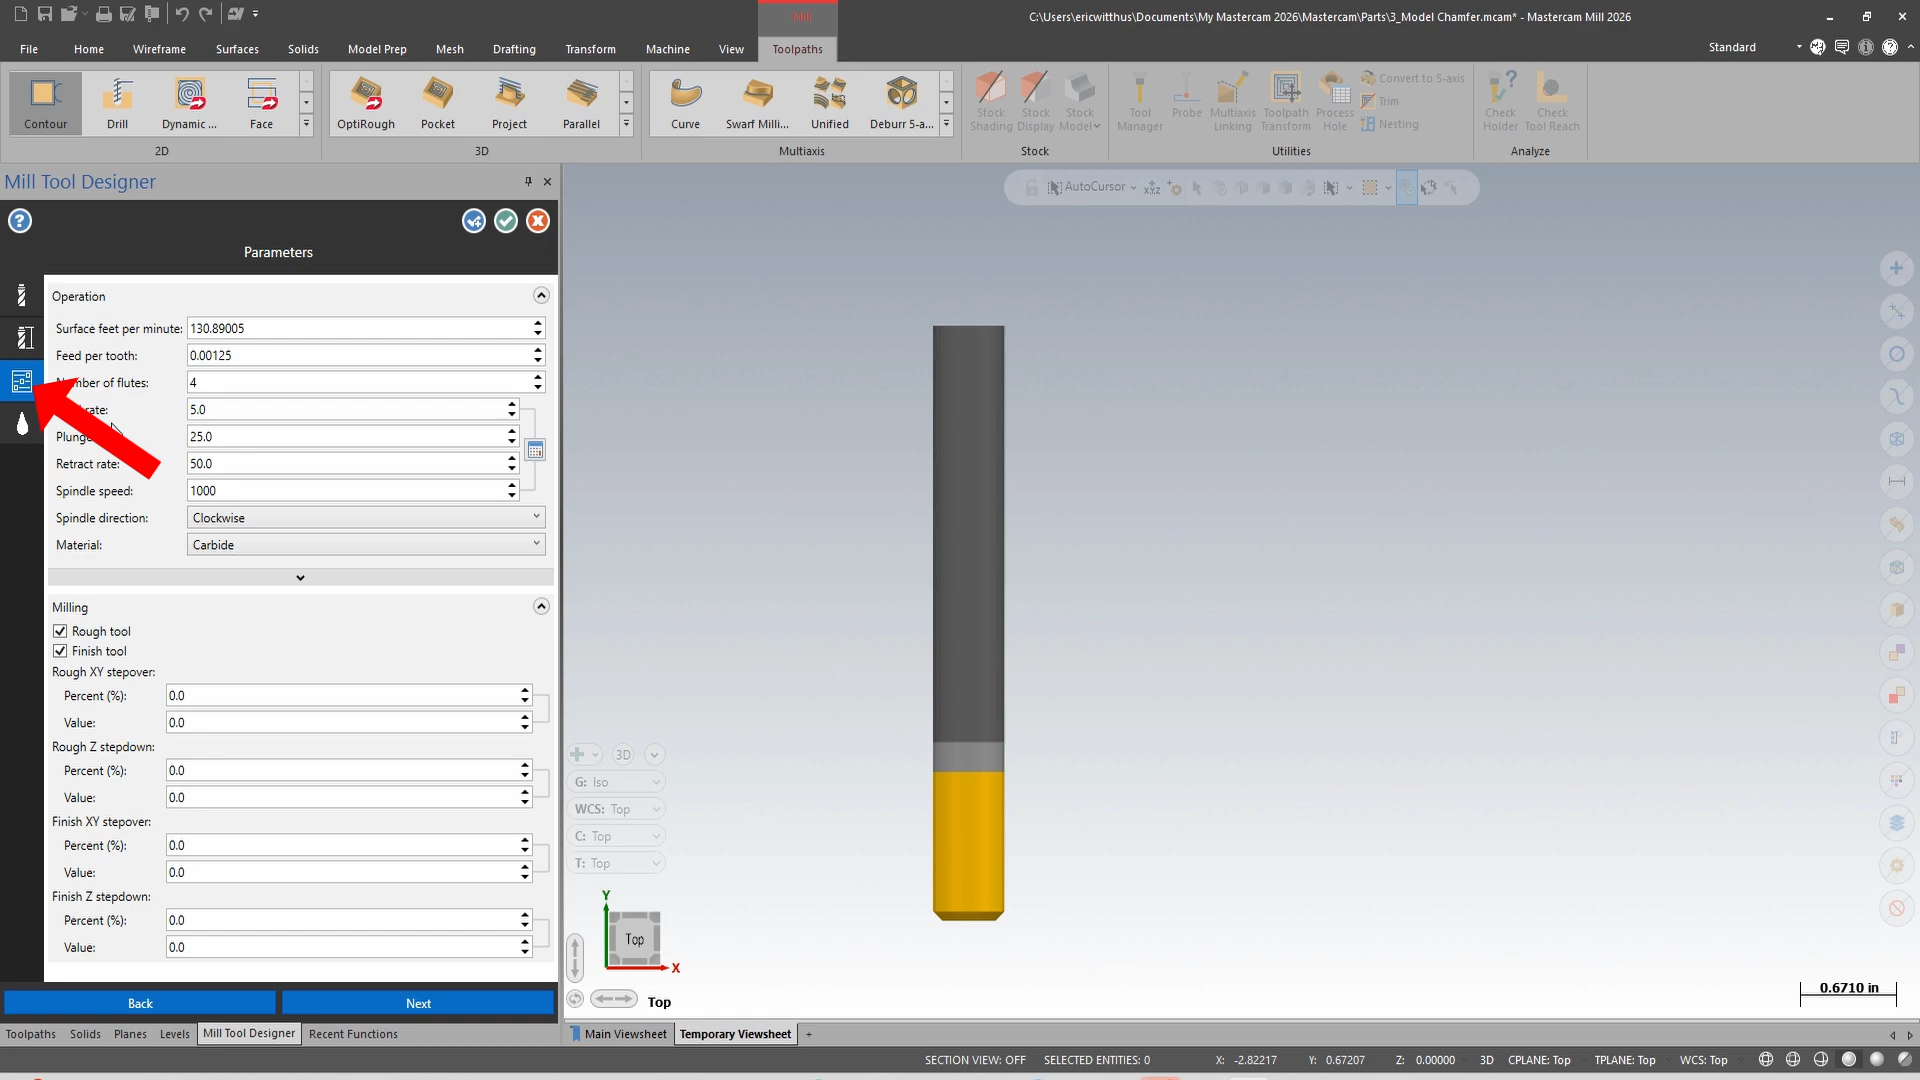 Mill
C:\Users\ericwitthus\Documents\My Mastercam 2026\Mastercam\Parts\3_Model Chamfer.mcam* - Mastercam Mill 2026
File Home Wireframe Surfaces Solids Model Prep Mesh Drafting Transform Machine View Toolpaths
Standard
Contour Drill Dynamic ... Face
OptiRough Pocket Project Parallel
Curve Swarf Milli... Unified Deburr 5-a...
Stock Shading
Stock Display
Stock Model
Tool Manager
Probe
Multiaxis Linking
Toolpath Transform
Process Hole
Convert to 5-axis
Trim
Nesting
Check Holder
Check Tool Reach
2D 3D Multiaxis Stock Utilities Analyze
Mill Tool Designer
AutoCursor
Parameters
Operation
Surface feet per minute: 130.89005
Feed per tooth: 0.00125
mber of flutes: 4
rate: 5.0
Plunge 25.0
Retract rate: 50.0
Spindle speed: 1000
Spindle direction: Clockwise
Material: Carbide
Milling
Rough tool
Finish tool
Rough XY stepover:
Percent (%): 0.0
Value: 0.0
Rough Z stepdown:
Percent (%): 0.0
Value: 0.0
Finish XY stepover:
Percent (%): 0.0
Value: 0.0
Finish Z stepdown:
Percent (%): 0.0
Value: 0.0
Back Next
3D
G: Iso
WCS: Top
C: Top
T: Top
Y
Top
X
Top
0.6710 in
Toolpaths Solids Planes Levels Mill Tool Designer Recent Functions
Main Viewsheet Temporary Viewsheet +
SECTION VIEW: OFF SELECTED ENTITIES: 0 X: -2.82217 Y: 0.67207 Z: 0.00000 3D CPLANE: Top TPLANE: Top WCS: Top